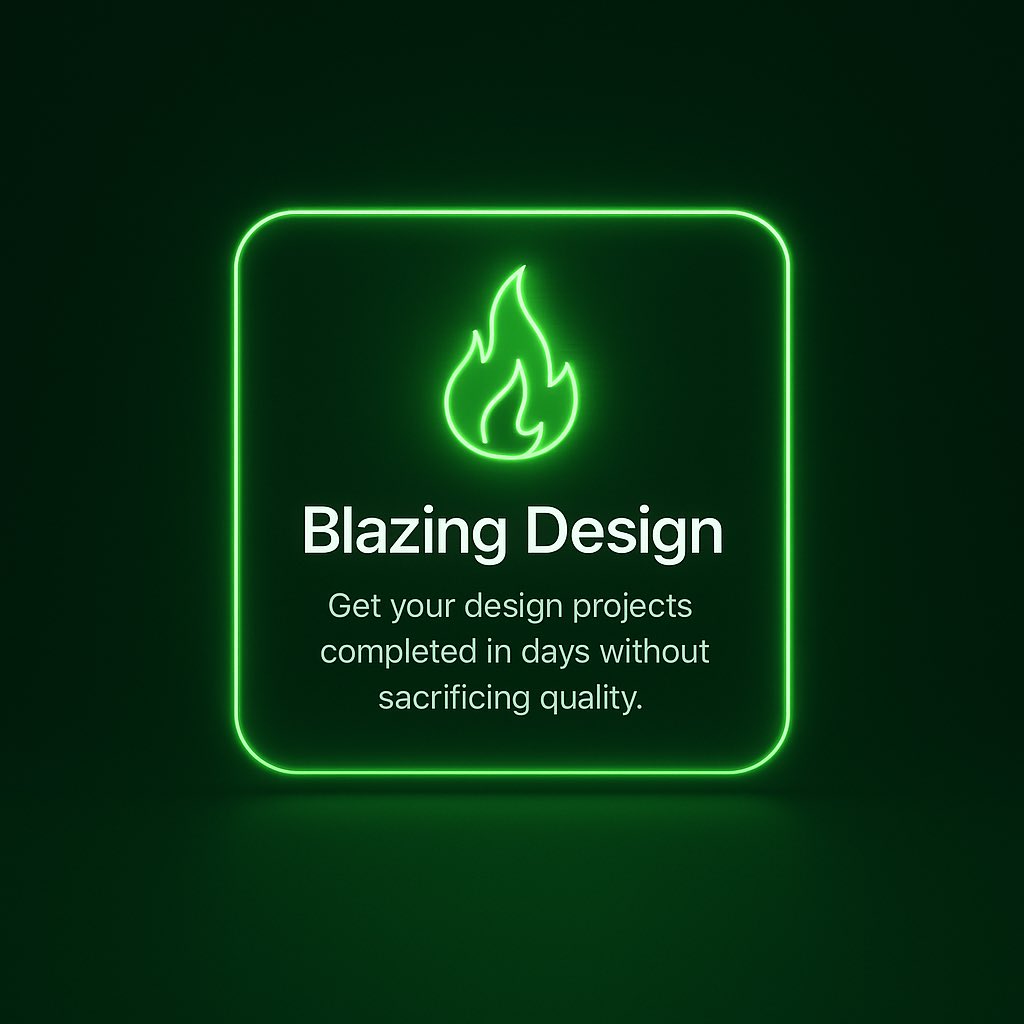 Blazing Design
Get your design projects
completed in days without
sacrificing quality.